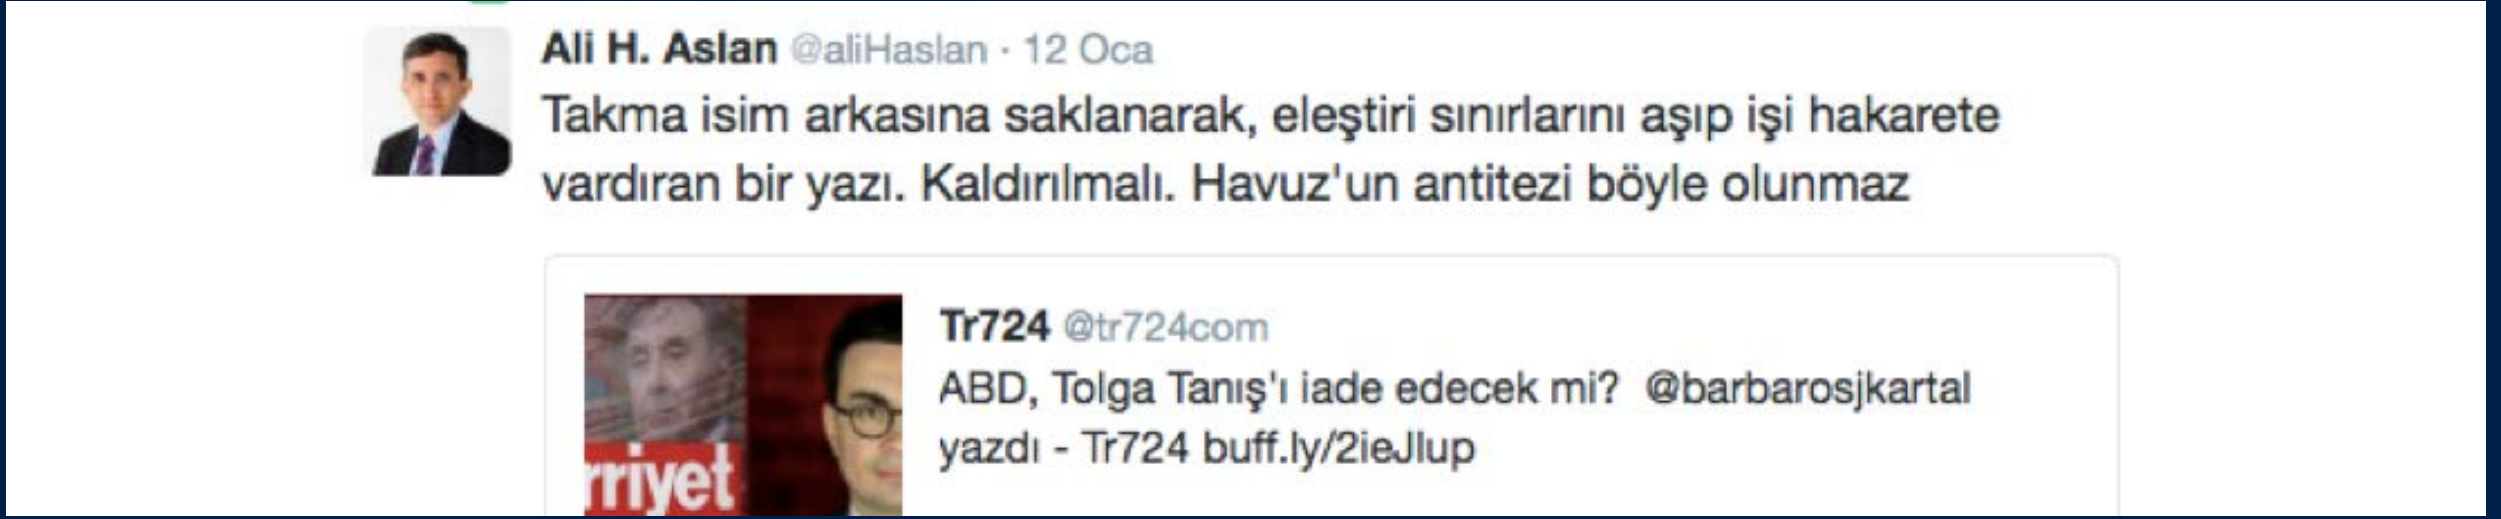 Ali H. Aslan @aliHaslan · 12 Oca
Takma isim arkasına saklanarak, eleştiri sınırlarını aşıp işi hakarete
vardıran bir yazı. Kaldırılmalı. Havuz'un antitezi böyle olunmaz
Tr724 @tr724com
ABD, Tolga Tanış'ı iade edecek mi? @barbarosjkartal
yazdı - Tr724 buff.ly/2ieJlup
rriyet